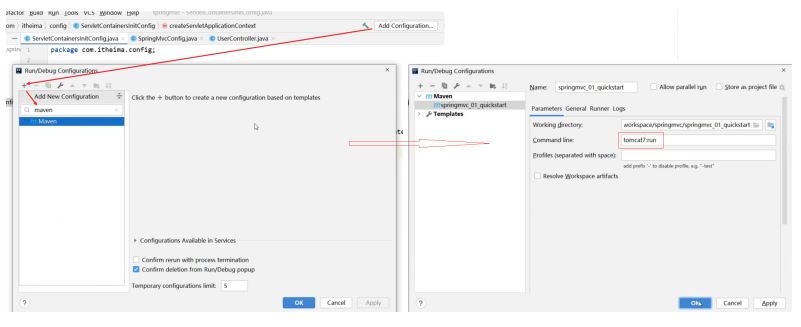 efactor Build Run Tools VCS Window Help springmvc - ServletContainersInitConfig.java
om itheima config ServletContainersInitConfig createServletApplicationContext Add Configuration...
ServletContainersInitConfig.java SpringMvcConfig.java UserController.java
1 package com.itheima.config;
2
Run/Debug Configurations
Add New Configuration
maven
Maven
Click the + button to create a new configuration based on templates
Configurations Available in Services
Confirm rerun with process termination
Confirm deletion from Run/Debug popup
Temporary configurations limit: 5
? OK Cancel Apply
Run/Debug Configurations
Maven
springmvc_01_quickstart
Templates
Name: springmvc_01_quickstart Allow parallel run Store as project file
Parameters General Runner Logs
Working directory: workspace/springmvc/springmvc_01_quickstart
Command line: tomcat7:run
Profiles (separated with space):
add prefix '-' to disable profile, e.g. "-test"
Resolve Workspace artifacts
? OK Cancel Apply